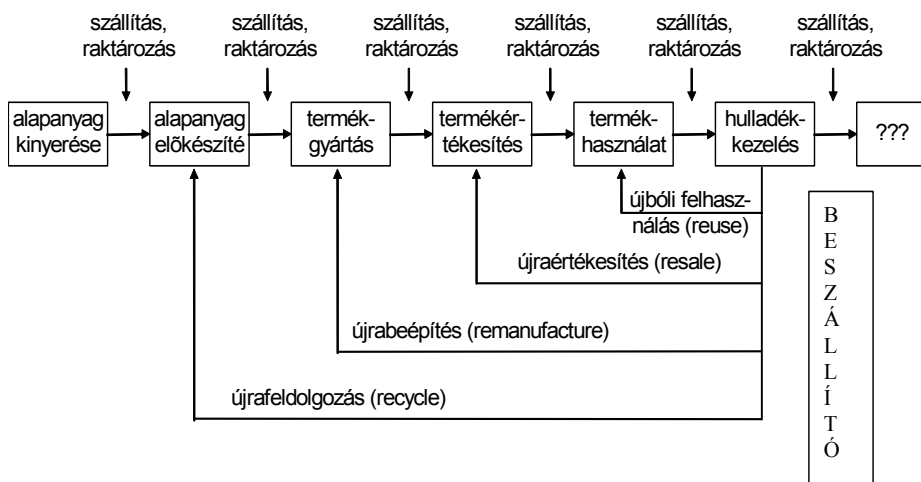 szállítás,
raktározás
szállítás,
raktározás
szállítás,
raktározás
szállítás,
raktározás
szállítás,
raktározás
szállítás,
raktározás
alapanyag
kinyerése
alapanyag
elõkészíté
termék-
gyártás
termékér-
tékesítés
termék-
használat
hulladék-
kezelés
???
újbóli felhasz-
nálás (reuse)
újraértékesítés (resale)
újrabeépítés (remanufacture)
újrafeldolgozás (recycle)
B
E
S
Z
Á
L
L
Í
T
Ó